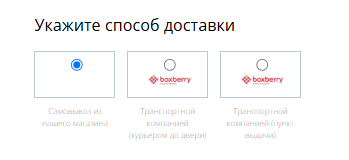 Укажите способ доставки
boxberry
boxberry
Самовывоз из
нашего магазина
Транспортной
компанией
(курьером до двери)
Транспортной
компанией (пункт
выдачи)